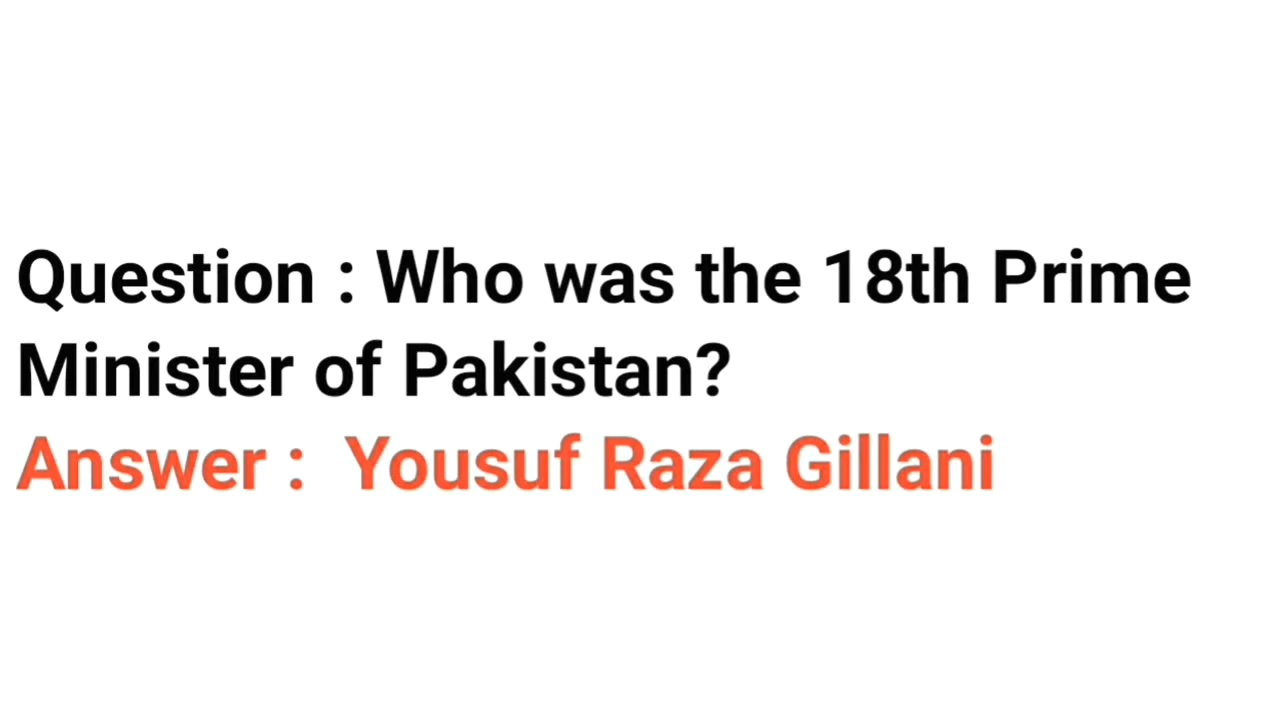 Question : Who was the 18th Prime
Minister of Pakistan?
Answer :  Yousuf Raza Gillani